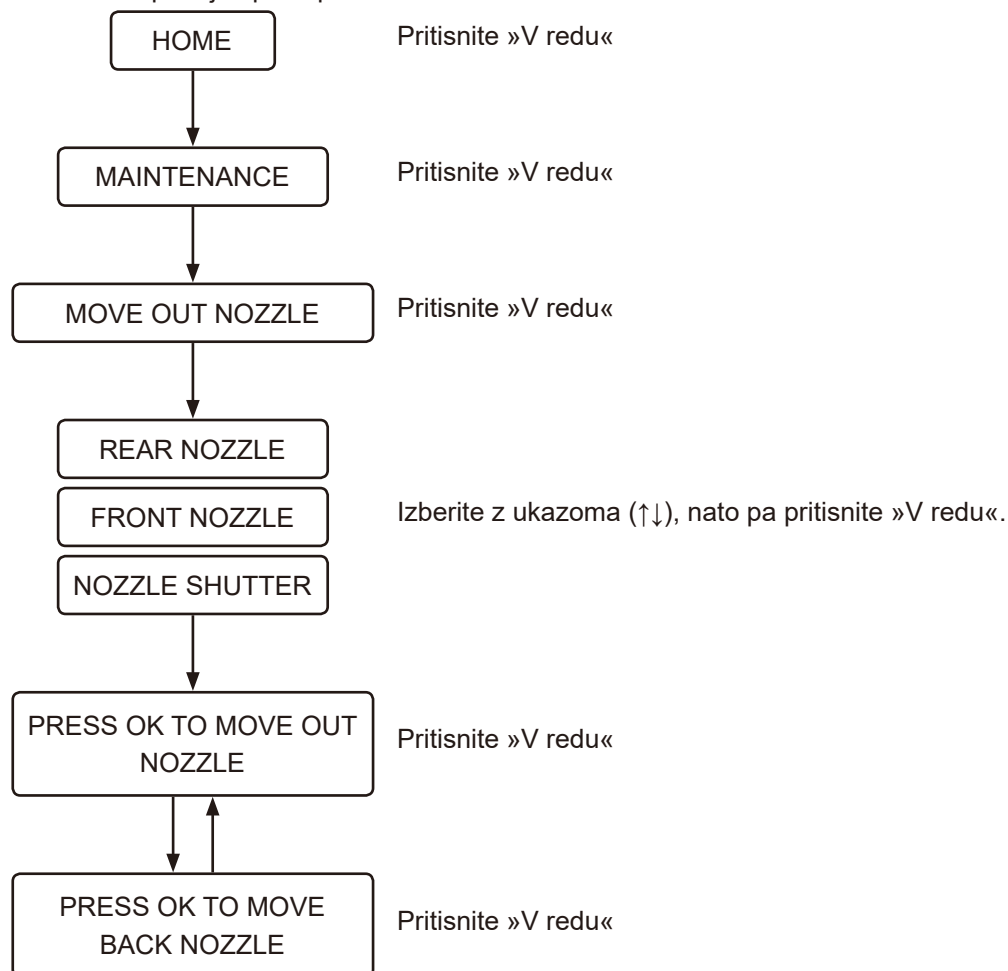 HOME
Pritisnite »V redu«
MAINTENANCE
Pritisnite »V redu«
MOVE OUT NOZZLE
Pritisnite »V redu«
REAR NOZZLE
FRONT NOZZLE
Izberite z ukazoma (↑↓), nato pa pritisnite »V redu«.
NOZZLE SHUTTER
PRESS OK TO MOVE OUT
NOZZLE
Pritisnite »V redu«
PRESS OK TO MOVE
BACK NOZZLE
Pritisnite »V redu«